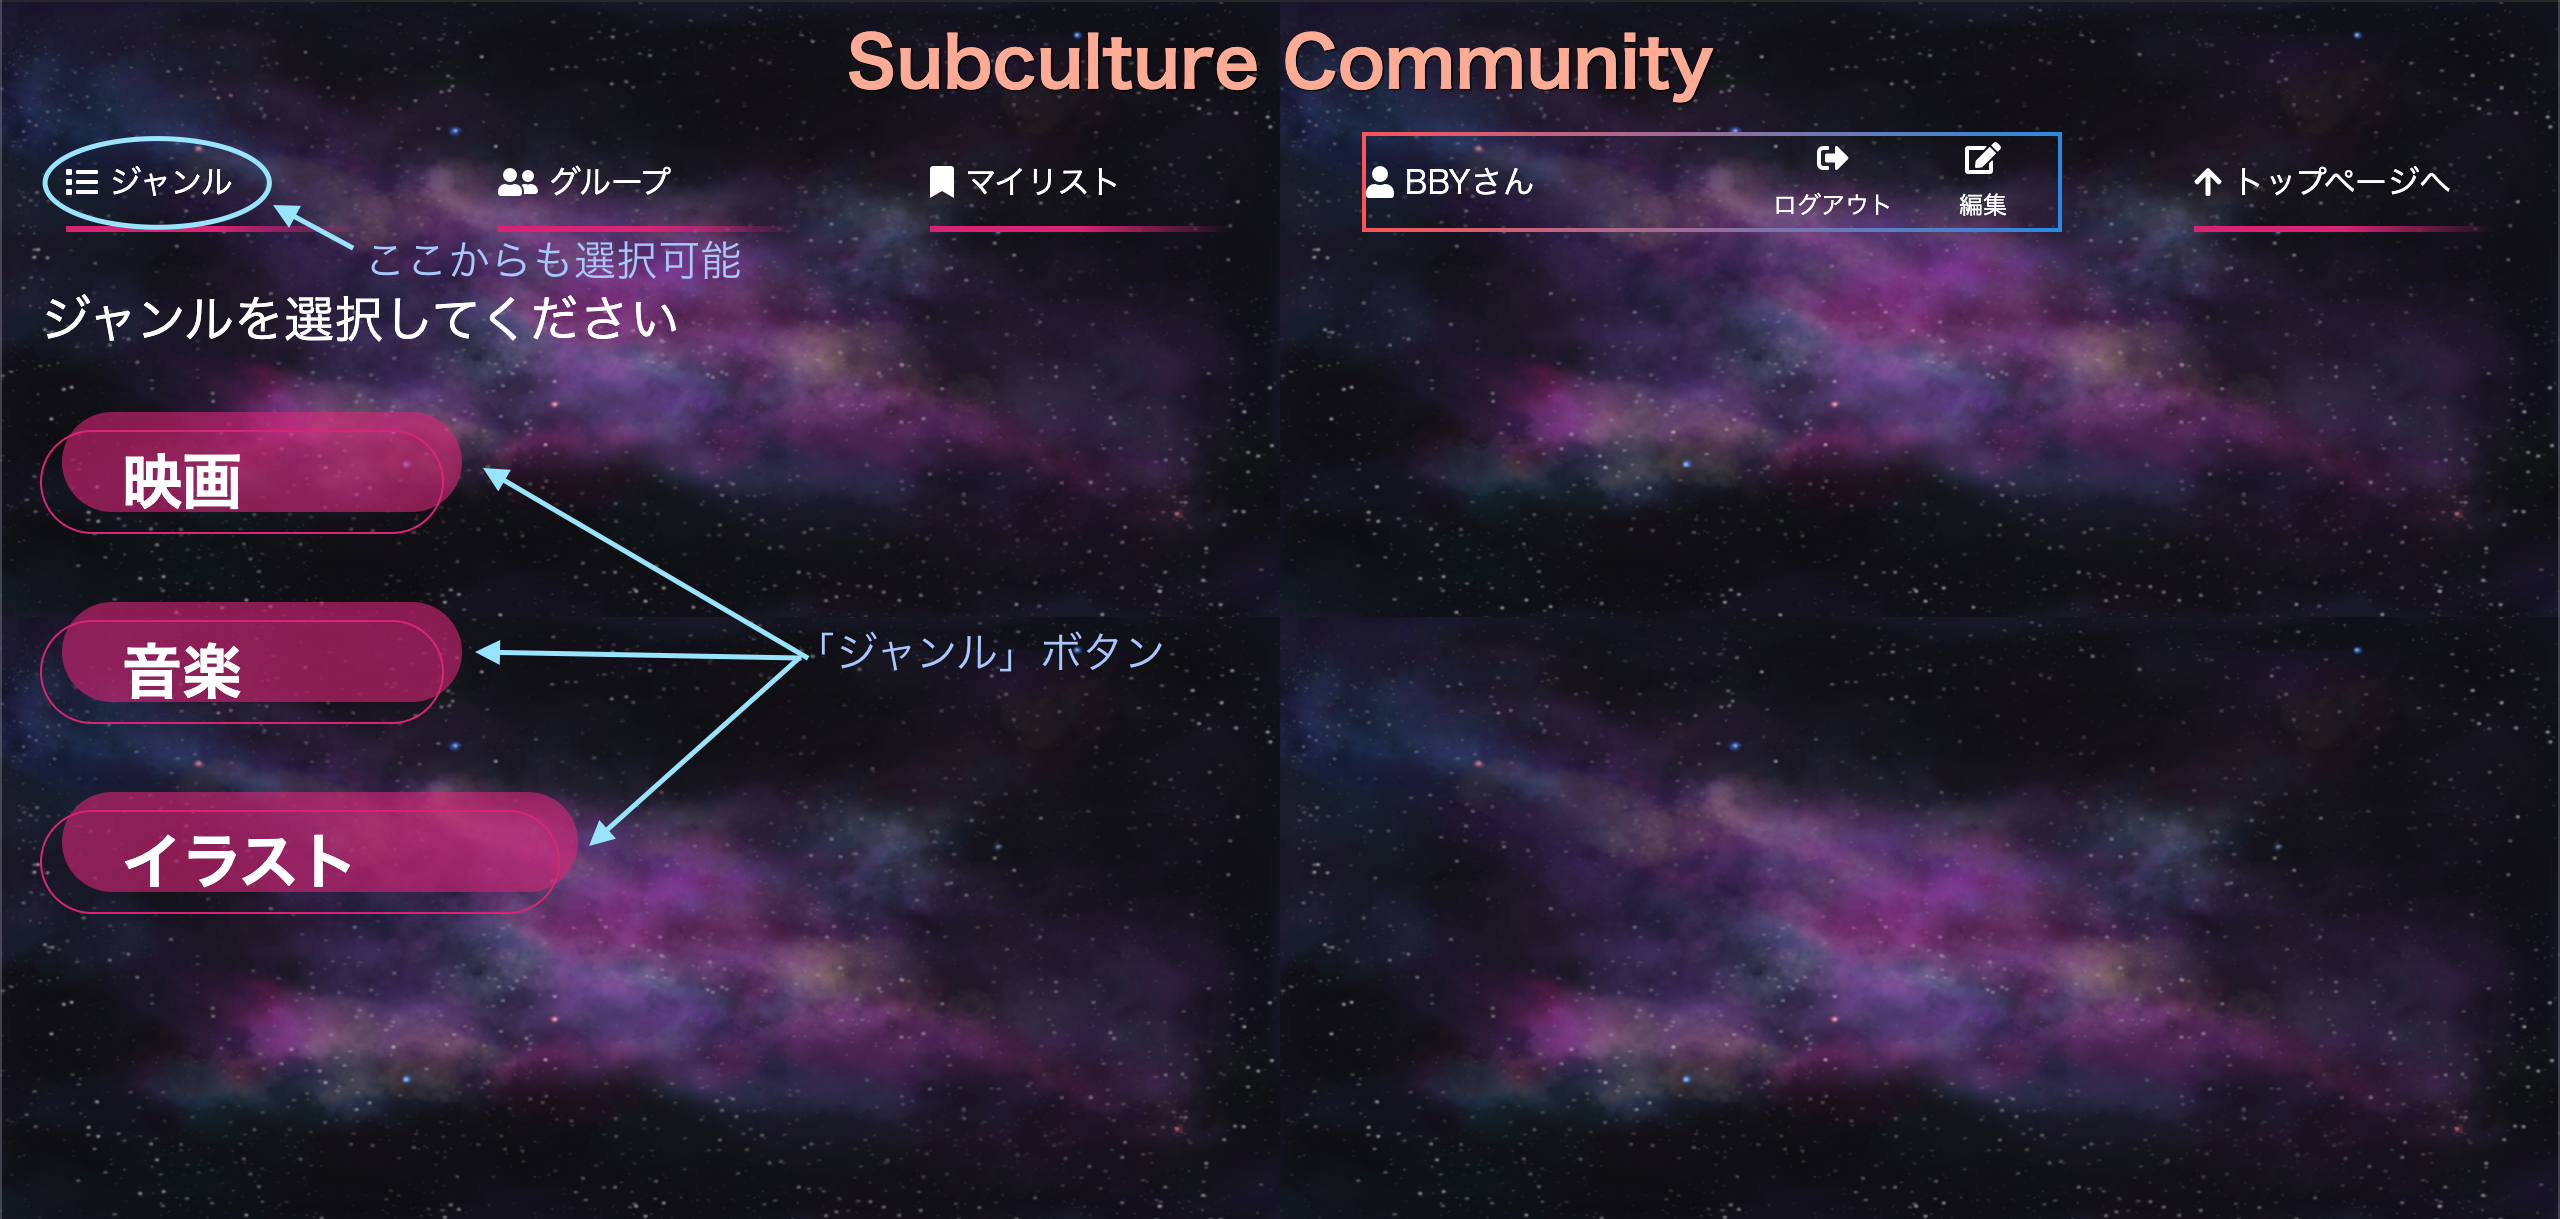 Subculture Community
ジャンル
グループ
マイリスト
BBYさん
ログアウト
編集
トップページへ
ここからも選択可能
ジャンルを選択してください
映画
音楽
「ジャンル」ボタン
イラスト